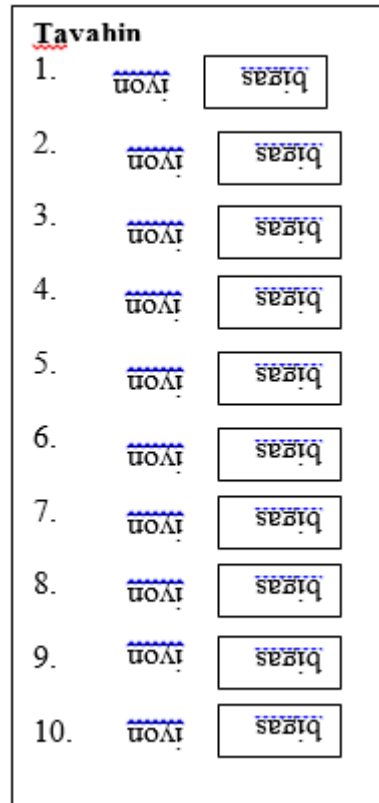 Tavahin
1. iyon bigas
2. iyon bigas
3. iyon bigas
4. iyon bigas
5. iyon bigas
6. iyon bigas
7. iyon bigas
8. iyon bigas
9. iyon bigas
10. iyon bigas